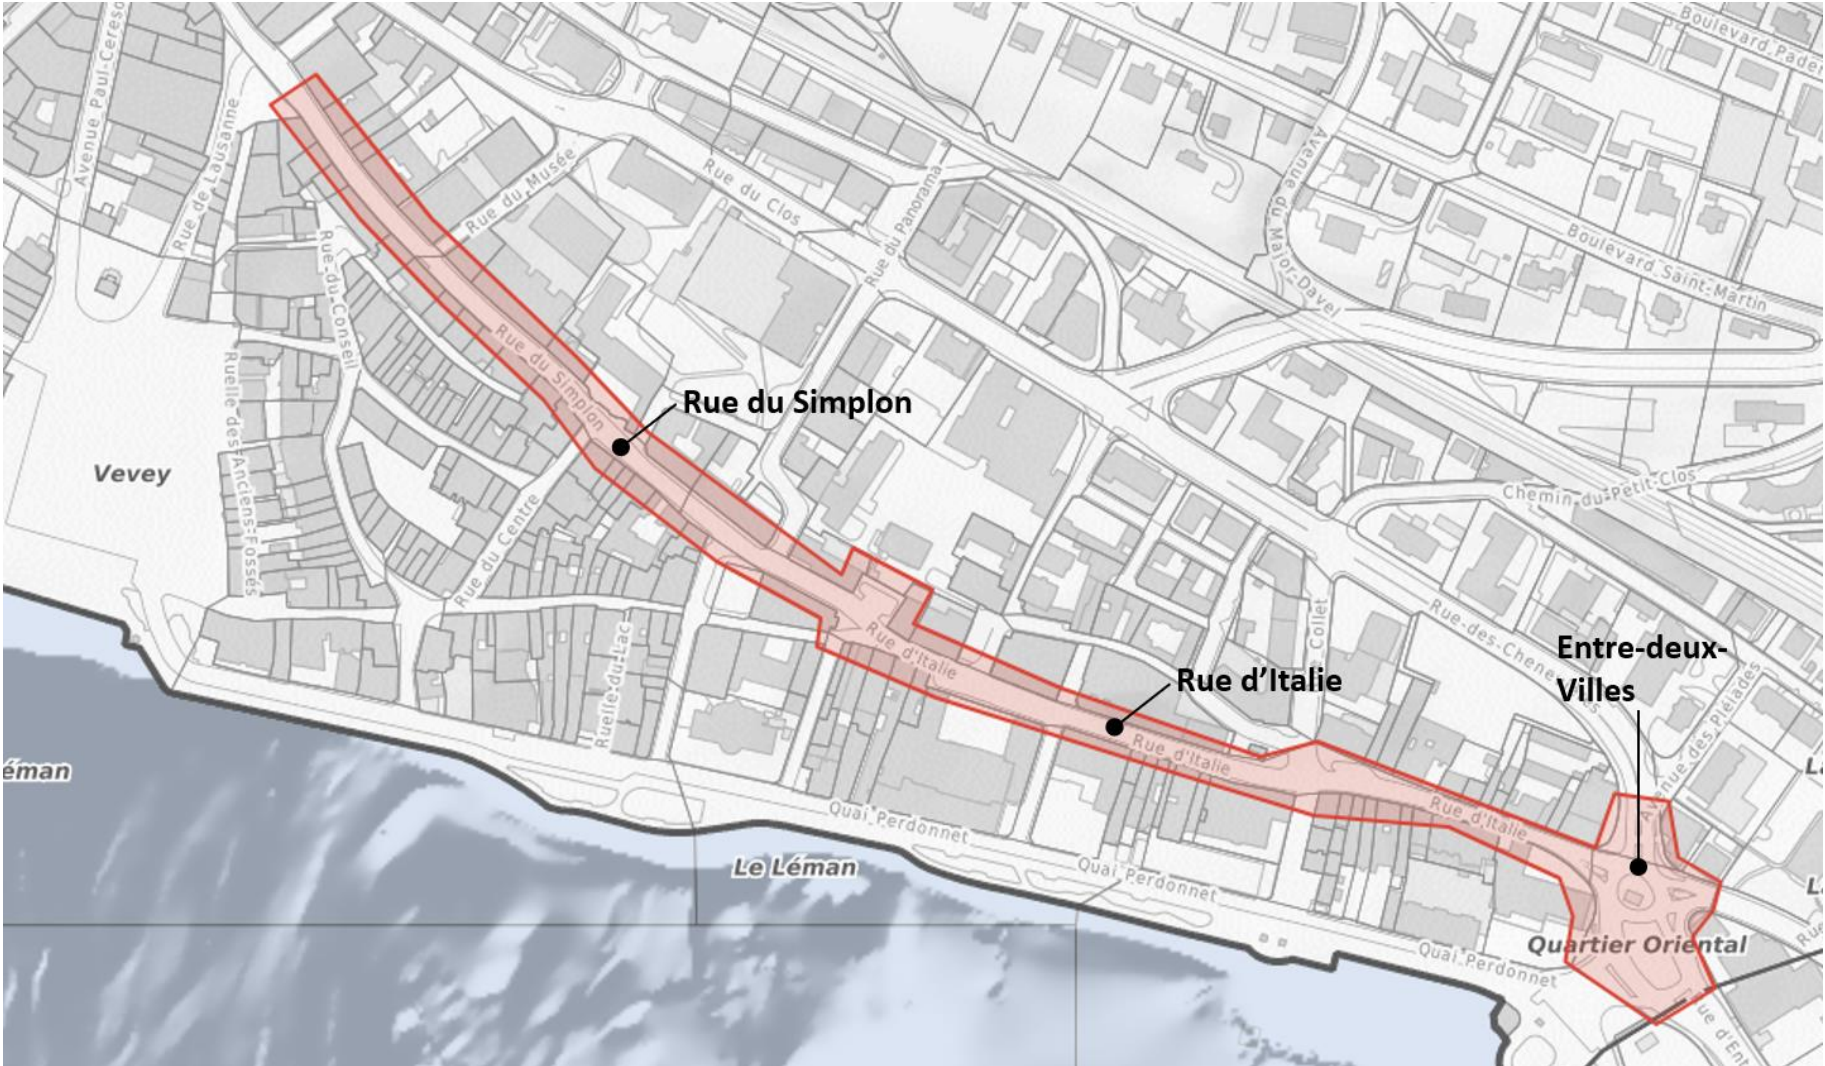 Boulevard Pader
Avenue Paul-Cereso
Rue de Lausanne
Rue du Musée
Rue du Clos
Rue du Panorama
Avenue du Major-Davel
Boulevard Saint-Martin
Rue du Conseil
Rue du Simplon
Rue du Simplon
Vevey
Ruelle des Anciens-Fossés
Rue du Centre
Chemin du Petit-Clos
Ruelle du Lac
Rue d'Italie
Collet
Rue des Chenevières
Entre-deux-
Villes
Rue d’Italie
Avenue des Pléiades
Rue d'Italie
Rue d'Italie
éman
Quai Perdonnet
Le Léman
Quai Perdonnet
Quartier Oriental
Quai Perdonnet